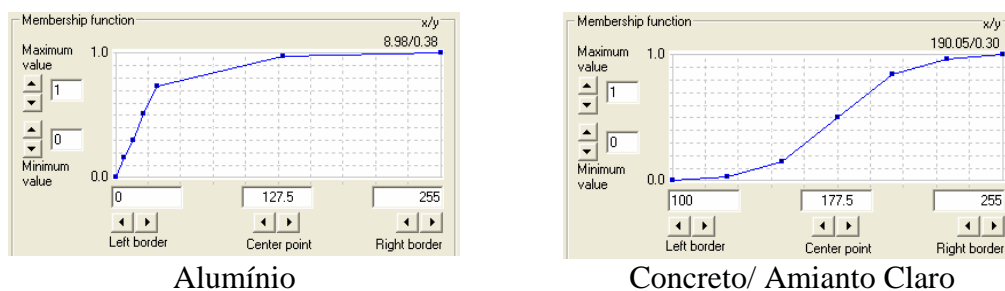 Membership function
x/y
8.98/0.38
Maximum
value
1.0
1
0
Minimum
value
0.0
0
127.5
255
Left border
Center point
Right border
Alumínio
Membership function
x/y
190.05/0.30
Maximum
value
1.0
1
0
Minimum
value
0.0
100
177.5
255
Left border
Center point
Right border
Concreto/ Amianto Claro